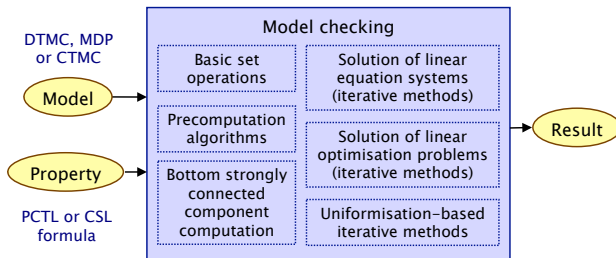 DTMC, MDP
or CTMC
Model
Property
PCTL or CSL
formula
Model checking
Basic set
operations
Precomputation
algorithms
Bottom strongly
connected
component
computation
Solution of linear
equation systems
(iterative methods)
Solution of linear
optimisation problems
(iterative methods)
Uniformisation-based
iterative methods
Result